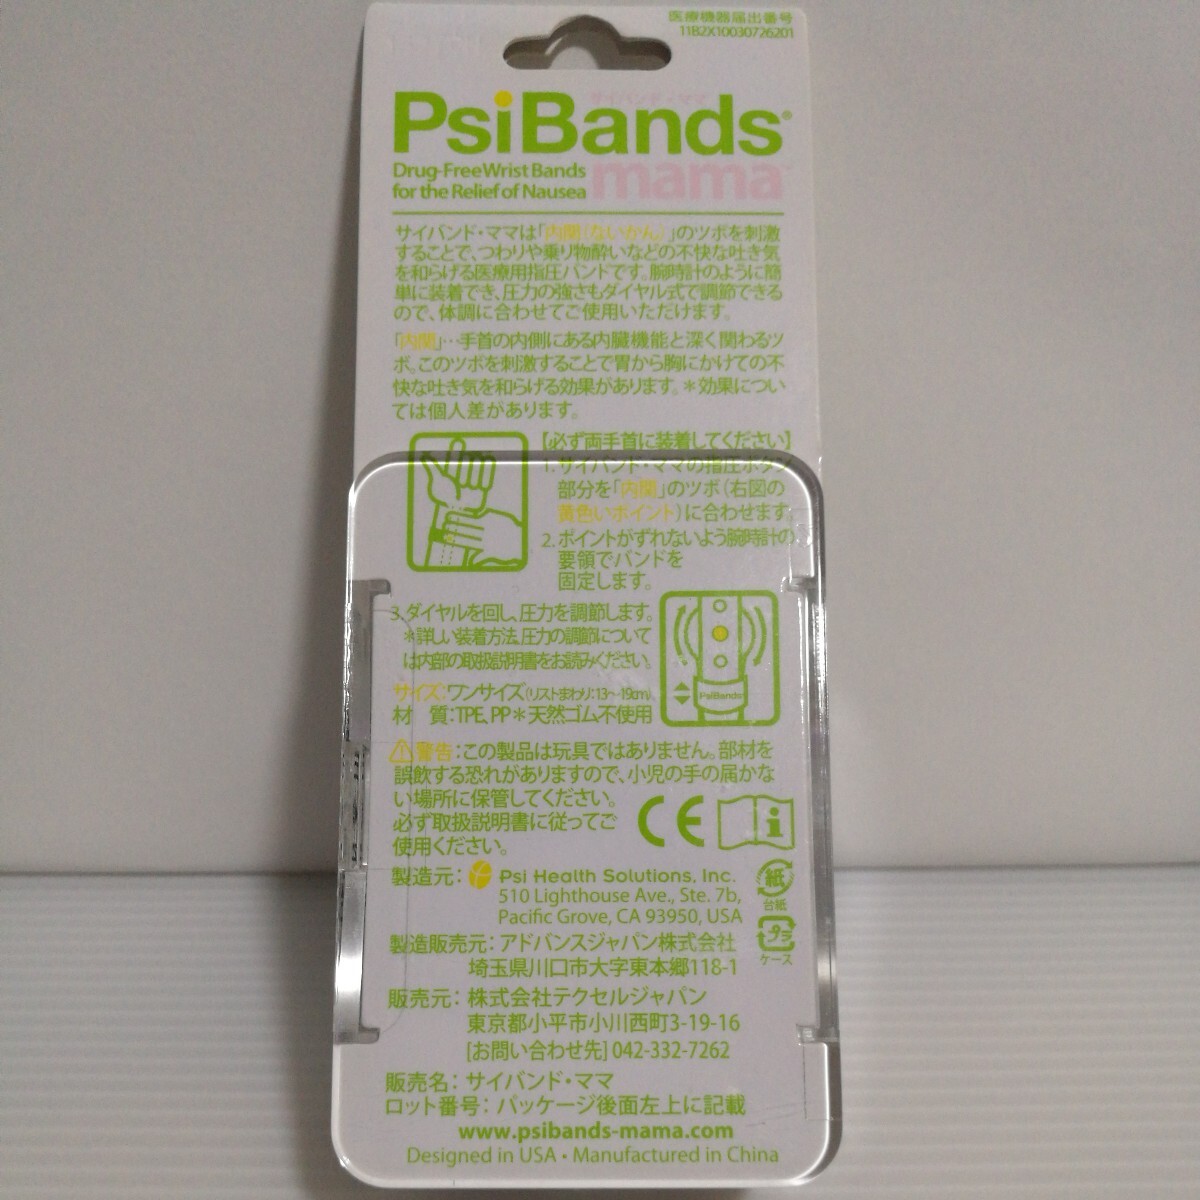 医療機器届出番号
11B2X10030726201
PsiBands®
Drug-Free Wrist Bands
for the Relief of Nausea
mama™
サイバンド・ママは「内関(ないかん)」のツボを刺激
することで、つわりや乗り物酔いなどの不快な吐き気
を和らげる医療用指圧バンドです。腕時計のように簡
単に装着でき、圧力の強さもダイヤル式で調節できる
ので、体調に合わせてご使用いただけます。
「内関」…手首の内側にある内臓機能と深く関わるツ
ボ。このツボを刺激することで胃から胸にかけての不
快な吐き気を和らげる効果があります。＊効果につい
ては個人差があります。
【必ず両手首に装着してください】
1. サイバンド・ママの指圧ボタン
部分を「内関」のツボ(右図の
黄色いポイント)に合わせます。
2. ポイントがずれないよう腕時計の
要領でバンドを
固定します。
3. ダイヤルを回し、圧力を調節します。
＊詳しい装着方法、圧力の調節について
は内部の取扱説明書をお読みください。
PsiBands
サイズ:ワンサイズ(リストまわり:13～19cm)
材　質:TPE、PP＊天然ゴム不使用
警告:この製品は玩具ではありません。部材を
誤飲する恐れがありますので、小児の手の届かな
い場所に保管してください。
必ず取扱説明書に従ってご
使用ください。
CE
i
製造元: Psi Health Solutions, Inc.
510 Lighthouse Ave., Ste. 7b,
Pacific Grove, CA 93950, USA
紙
台紙
プラ
ケース
製造販売元: アドバンスジャパン株式会社
埼玉県川口市大字東本郷118-1
販売元: 株式会社テクセルジャパン
東京都小平市小川西町3-19-16
[お問い合わせ先] 042-332-7262
販売名: サイバンド・ママ
ロット番号: パッケージ後面左上に記載
www.psibands-mama.com
Designed in USA・Manufactured in China